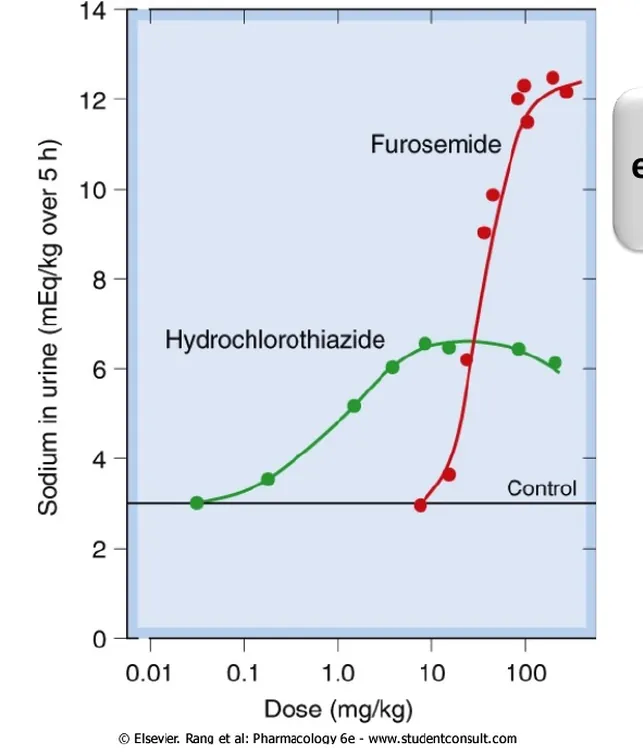 14
12
10
8
6
4
2
0
Sodium in urine (mEq/kg over 5 h)
Furosemide
Hydrochlorothiazide
Control
0.01 0.1 1.0 10 100
Dose (mg/kg)
© Elsevier. Rang et al: Pharmacology 6e - www.studentconsult.com
e